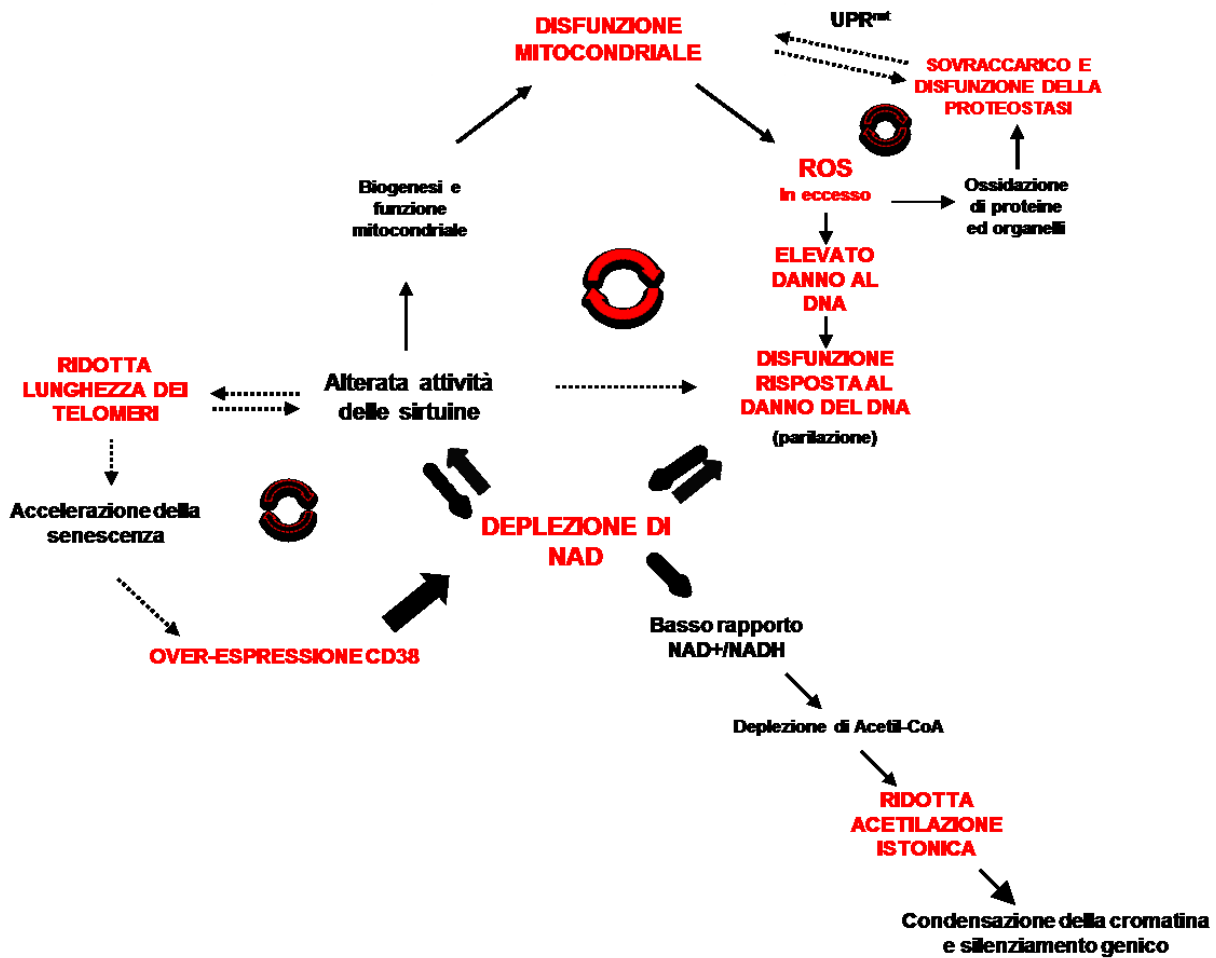 DISFUNZIONE
MITOCONDRIALE
UPRmt
SOVRACCARICO E
DISFUNZIONE DELLA
PROTEOSTASI
ROS
In eccesso
Ossidazione
di proteine
ed organelli
Biogenesi e
funzione
mitocondriale
ELEVATO
DANNO AL
DNA
RIDOTTA
LUNGHEZZA DEI
TELOMERI
Alterata attività
delle sirtuine
DISFUNZIONE
RISPOSTA AL
DANNO DEL DNA
(parilazione)
Accelerazione della
senescenza
DEPLEZIONE DI
NAD
OVER-ESPRESSIONE CD38
Basso rapporto
NAD+/NADH
Deplezione di Acetil-CoA
RIDOTTA
ACETILAZIONE
ISTONICA
Condensazione della cromatina
e silenziamento genico